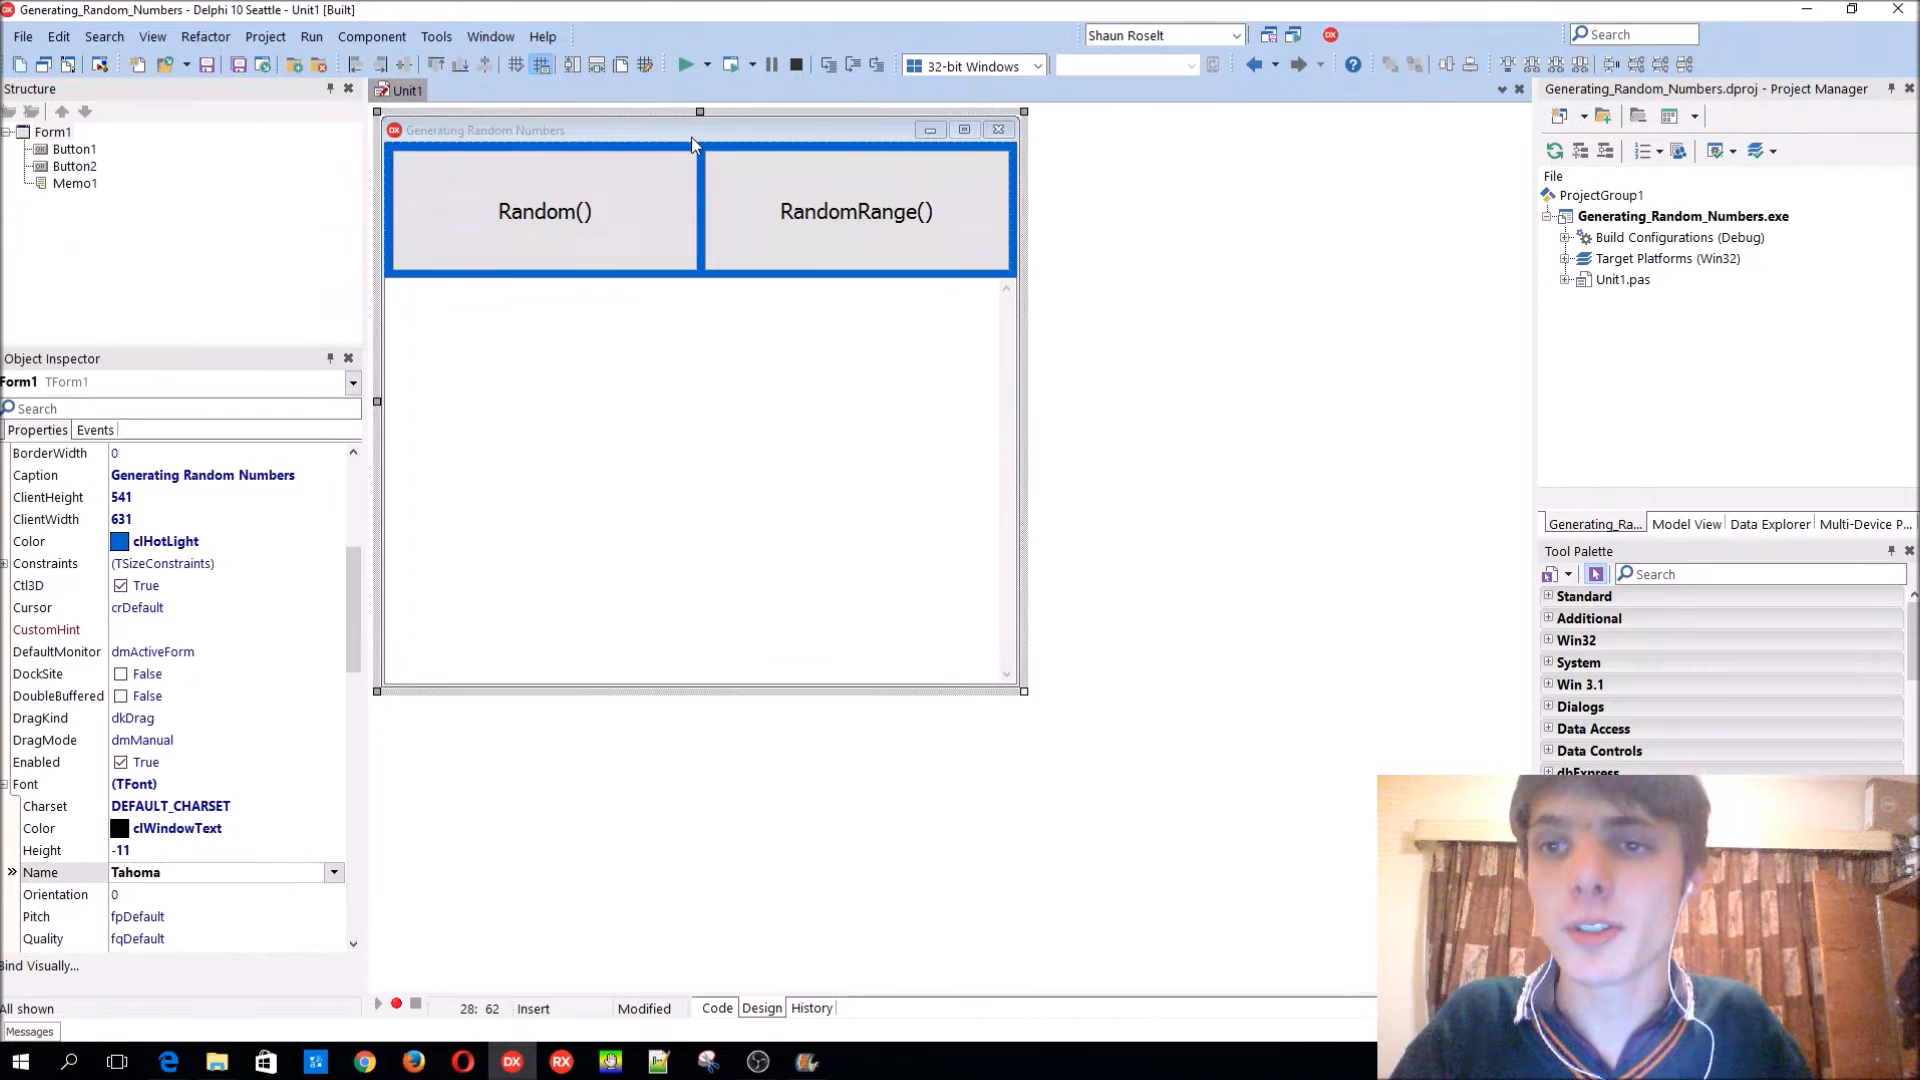 Generating_Random_Numbers - Delphi 10 Seattle - Unit1 [Built]
File Edit Search View Refactor Project Run Component Tools Window Help
Shaun Roselt
Search
32-bit Windows
Structure
Unit1
Form1
Button1
Button2
Memo1
Generating Random Numbers
Random()
RandomRange()
Object Inspector
Form1 TForm1
Search
Properties Events
BorderWidth 0
Caption Generating Random Numbers
ClientHeight 541
ClientWidth 631
Color clHotLight
Constraints (TSizeConstraints)
Ctl3D True
Cursor crDefault
CustomHint
DefaultMonitor dmActiveForm
DockSite False
DoubleBuffered False
DragKind dkDrag
DragMode dmManual
Enabled True
Font (TFont)
Charset DEFAULT_CHARSET
Color clWindowText
Height -11
Name Tahoma
Orientation 0
Pitch fpDefault
Quality fqDefault
Bind Visually...
All shown
Messages
28: 62 Insert Modified Code Design History
Generating_Random_Numbers.dproj - Project Manager
File
ProjectGroup1
Generating_Random_Numbers.exe
Build Configurations (Debug)
Target Platforms (Win32)
Unit1.pas
Generating_Ra... Model View Data Explorer Multi-Device P...
Tool Palette
Search
Standard
Additional
Win32
System
Win 3.1
Dialogs
Data Access
Data Controls
dbExpress
DX RX